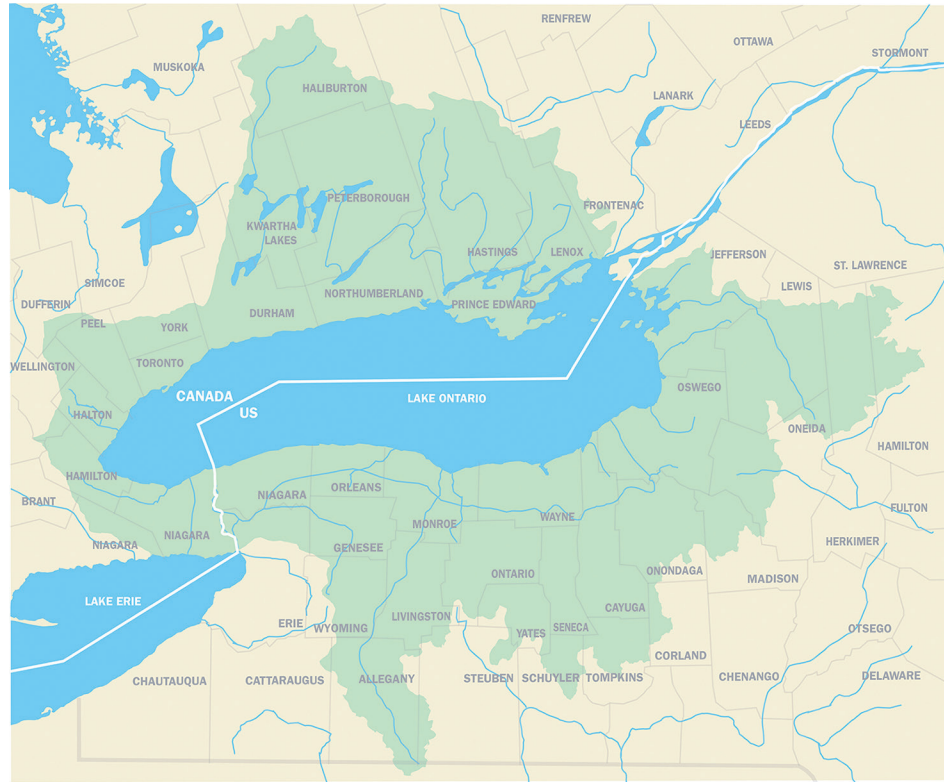 RENFREW
OTTAWA
STORMONT
MUSKOKA
HALIBURTON
LANARK
LEEDS
PETERBOROUGH
FRONTENAC
KWARTHA
LAKES
HASTINGS
LENOX
JEFFERSON
ST. LAWRENCE
SIMCOE
LEWIS
NORTHUMBERLAND
DUFFERIN
PRINCE EDWARD
DURHAM
PEEL
YORK
WELLINGTON
TORONTO
OSWEGO
CANADA
US
LAKE ONTARIO
HALTON
ONEIDA
HAMILTON
HAMILTON
ORLEANS
NIAGARA
BRANT
FULTON
WAYNE
MONROE
NIAGARA
NIAGARA
GENESEE
HERKIMER
ONTARIO
ONONDAGA
MADISON
LAKE ERIE
CAYUGA
LIVINGSTON
ERIE
WYOMING
YATES
SENECA
OTSEGO
CORLAND
CHAUTAUQUA
CATTARAUGUS
ALLEGANY
STEUBEN
SCHUYLER
TOMPKINS
CHENANGO
DELAWARE